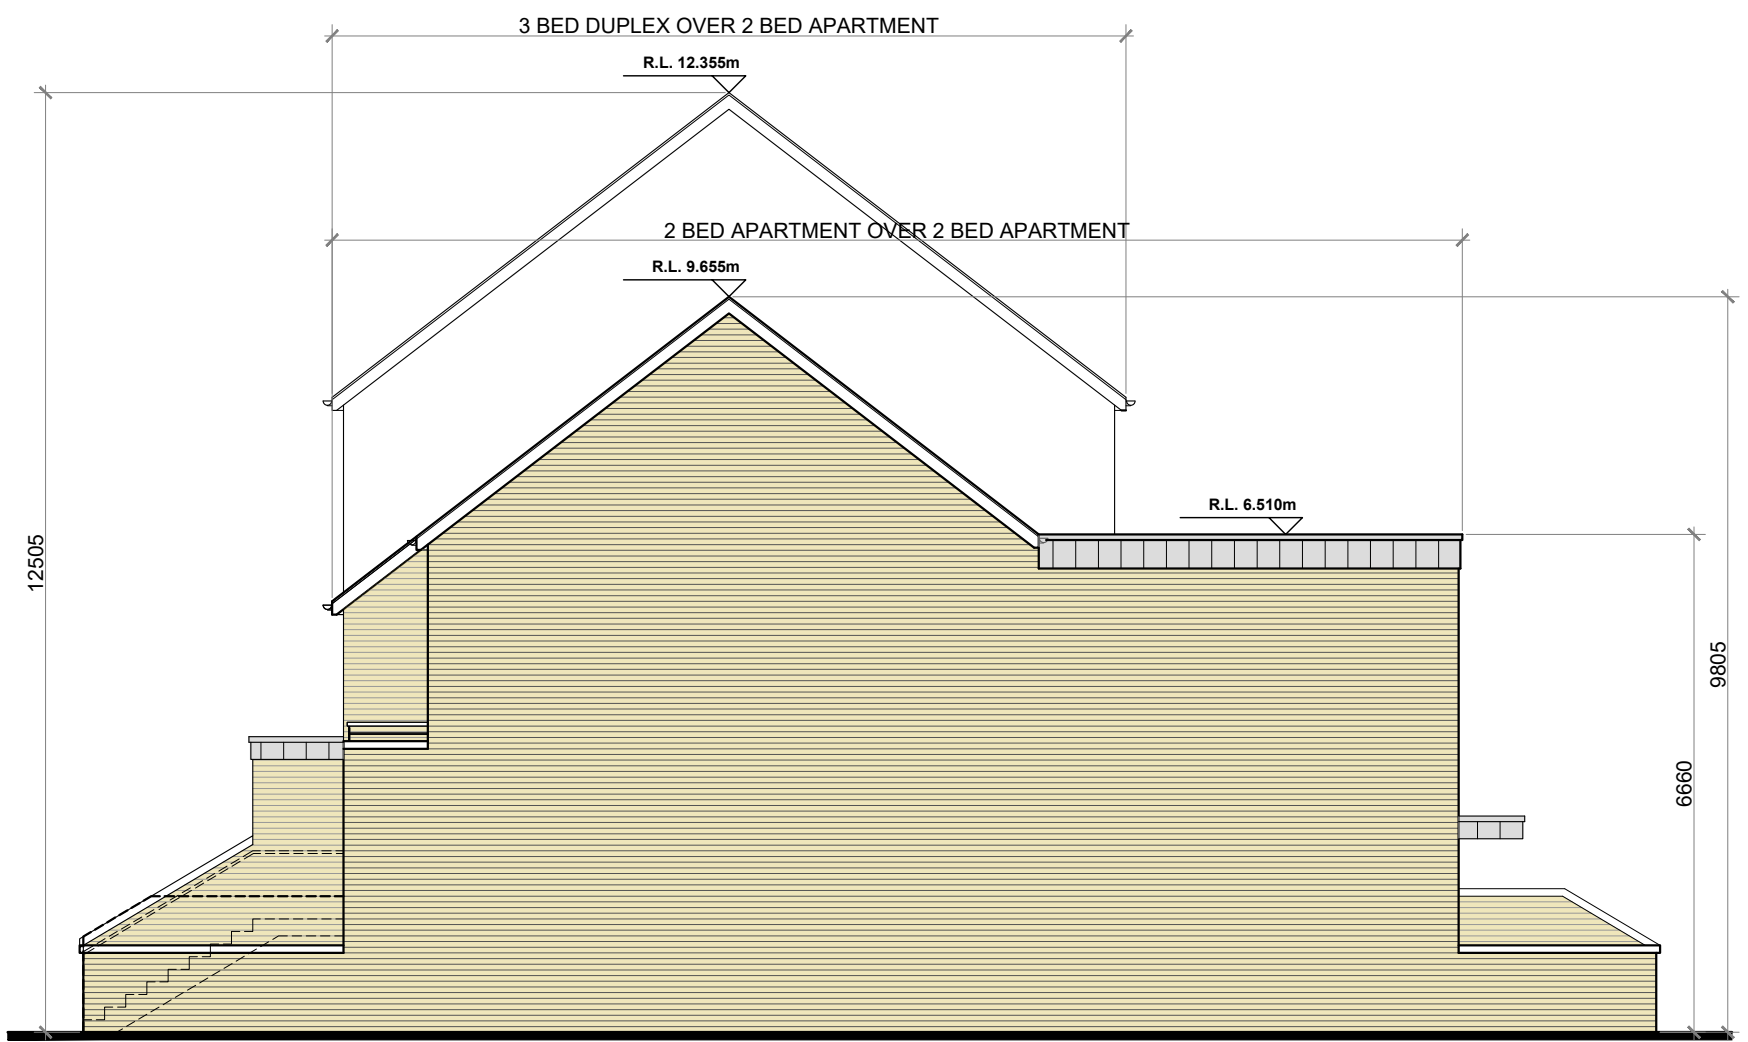 3 BED DUPLEX OVER 2 BED APARTMENT
R.L. 12.355m
2 BED APARTMENT OVER 2 BED APARTMENT
R.L. 9.655m
R.L. 6.510m
12505
9805
6660